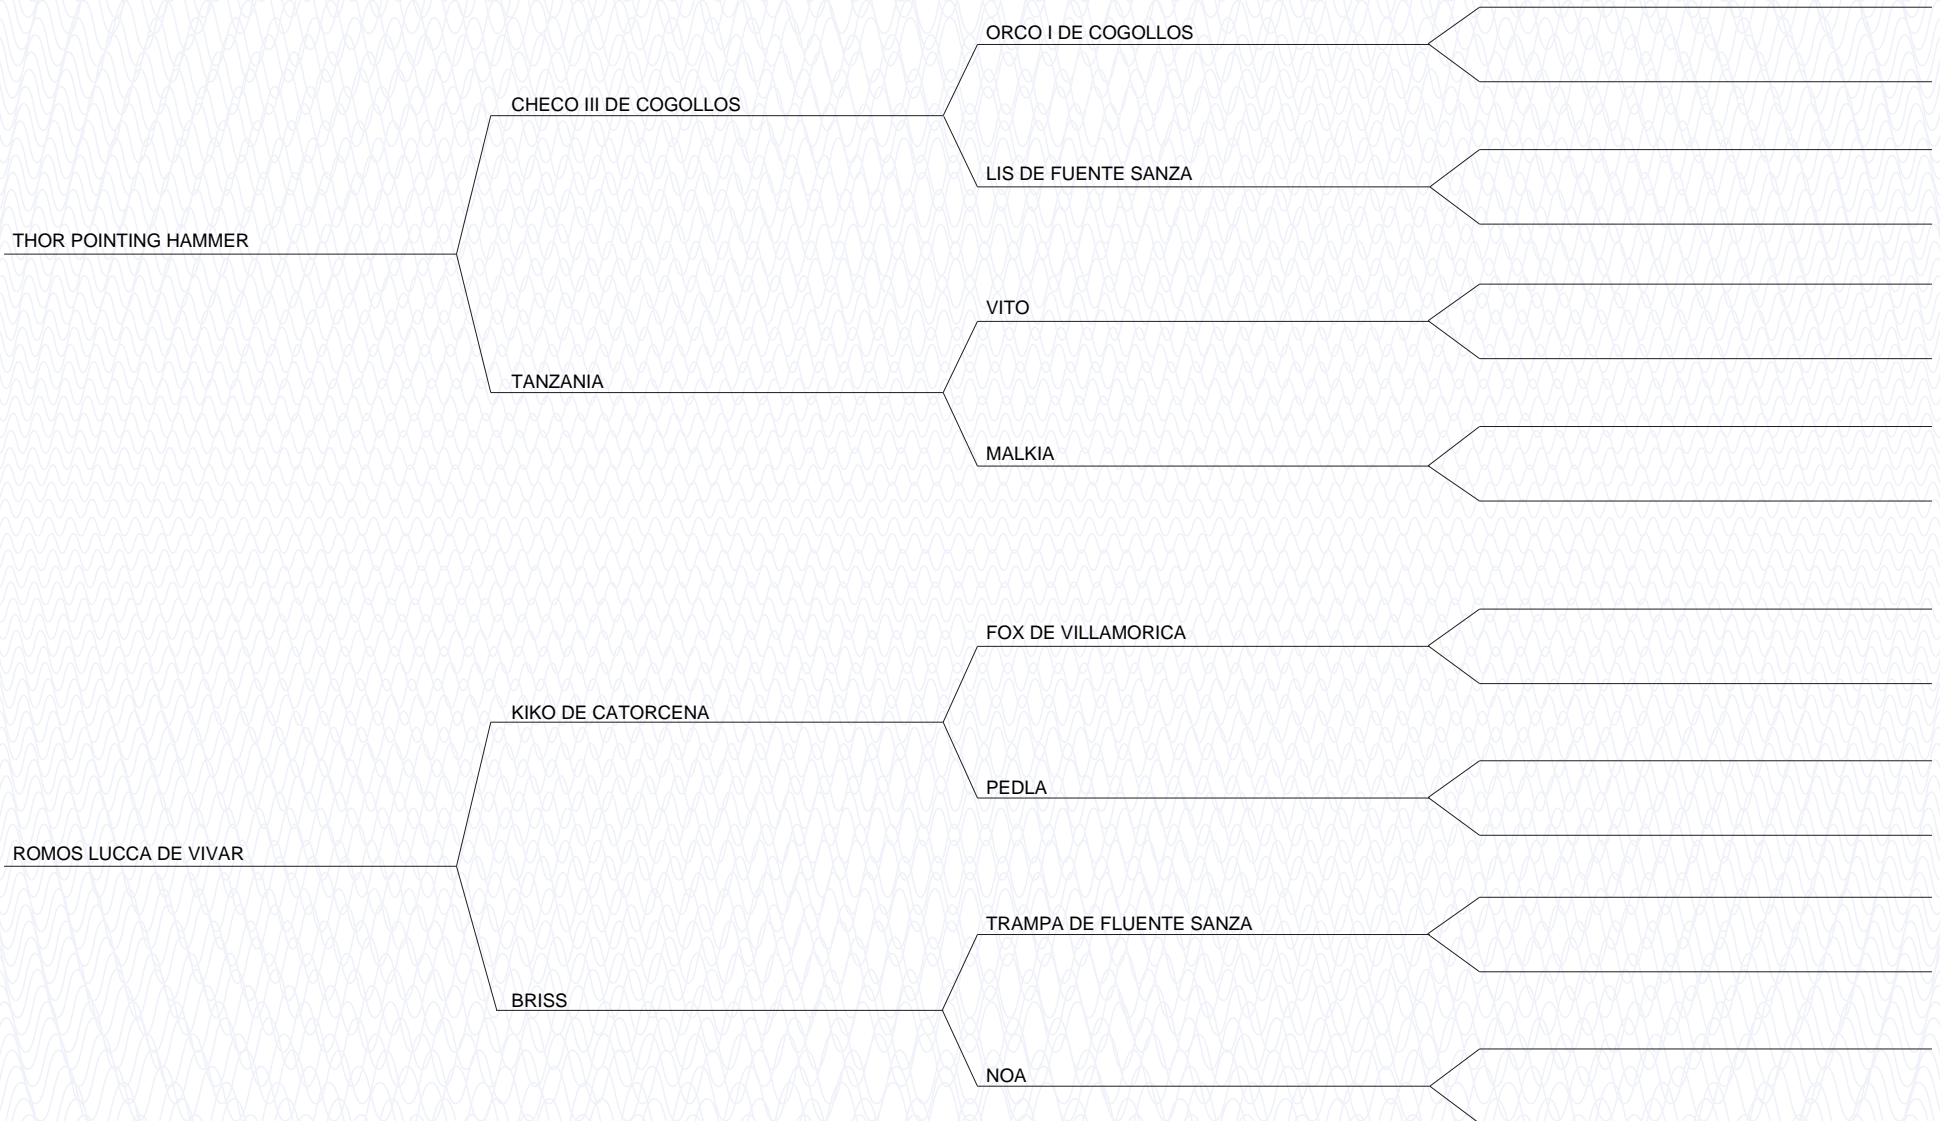 ORCO I DE COGOLLOS
CHECO III DE COGOLLOS
LIS DE FUENTE SANZA
THOR POINTING HAMMER
VITO
TANZANIA
MALKIA
FOX DE VILLAMORICA
KIKO DE CATORCENA
PEDLA
ROMOS LUCCA DE VIVAR
TRAMPA DE FLUENTE SANZA
BRISS
NOA